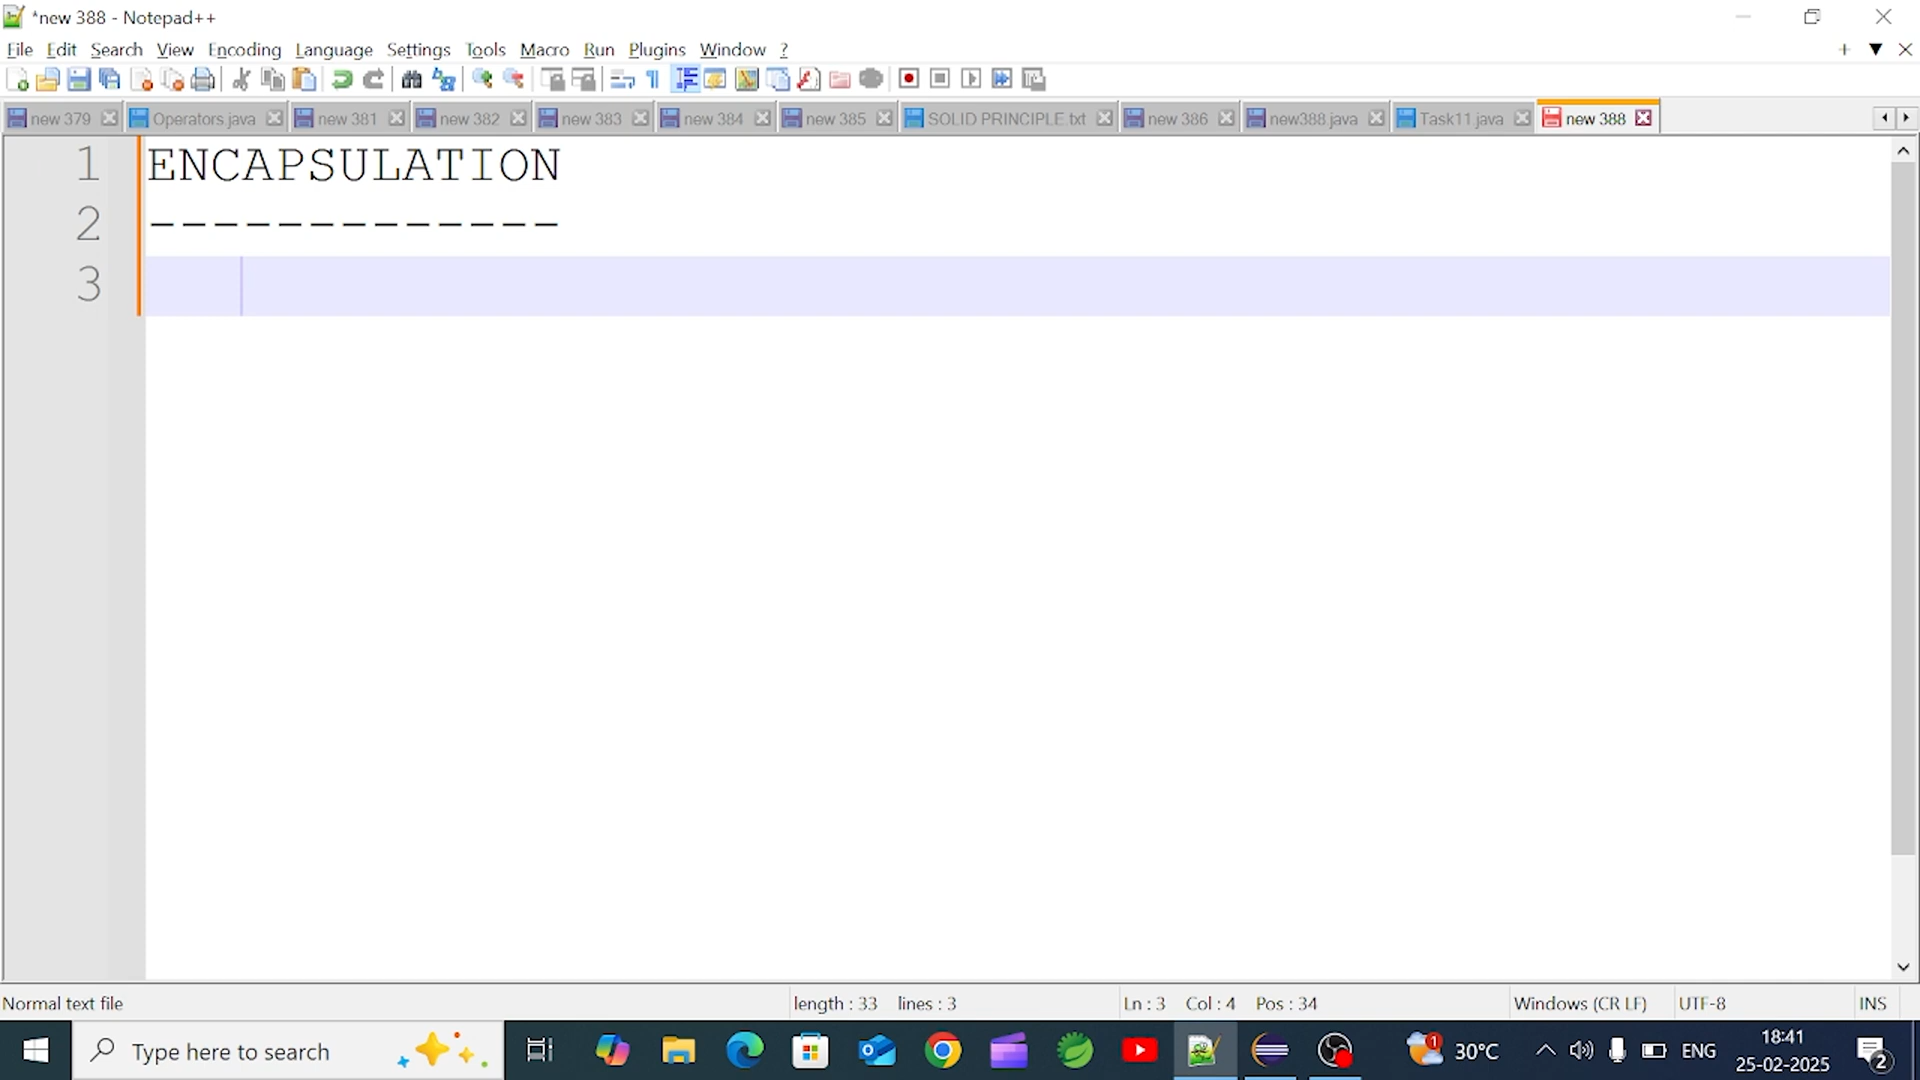 *new 388 - Notepad++
File Edit Search View Encoding Language Settings Tools Macro Run Plugins Window ?
new 379 Operators.java new 381 new 382 new 383 new 384 new 385 SOLID PRINCIPLE.txt new 386 new388.java Task11.java new 388
1 ENCAPSULATION
2 -------------
3
Normal text file length : 33 lines : 3 Ln : 3 Col : 4 Pos : 34 Windows (CR LF) UTF-8 INS
Type here to search 1 30°C ENG 18:41 2
25-02-2025